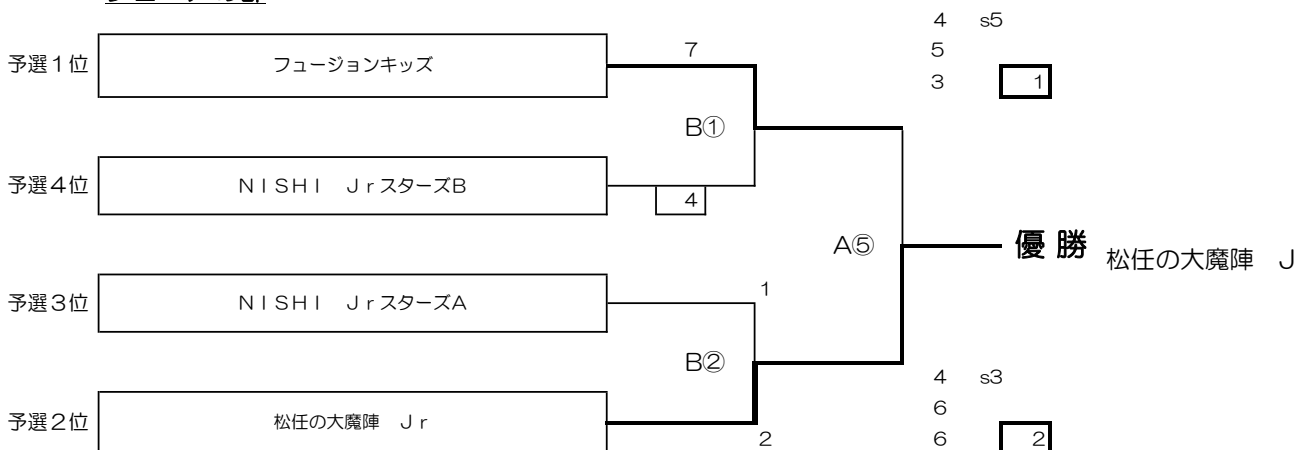 4 s5
予選1位 フュージョンキッズ 7 5
3 1
B①
予選4位 NISHI JrスターズB
4
A⑤ 優勝 松任の大魔陣 J
予選3位 NISHI JrスターズA 1
B②
4 s3
6
予選2位 松任の大魔陣 Jr
2 6 2